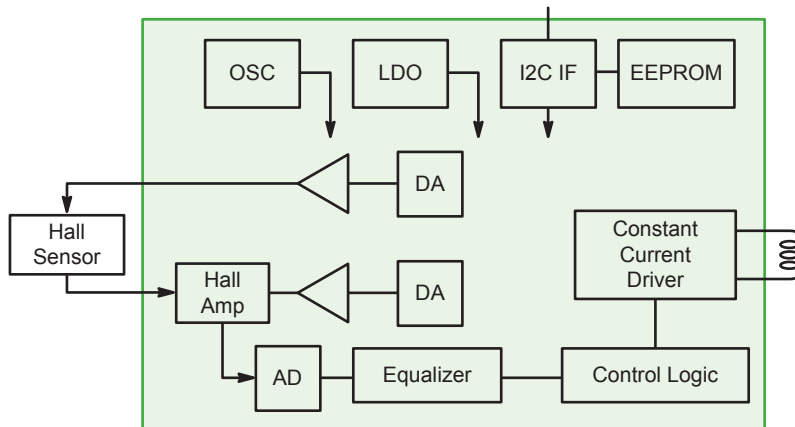 OSC
LDO
I2C IF
EEPROM
DA
Hall
Sensor
Constant
Current
Driver
Hall
Amp
DA
AD
Equalizer
Control Logic